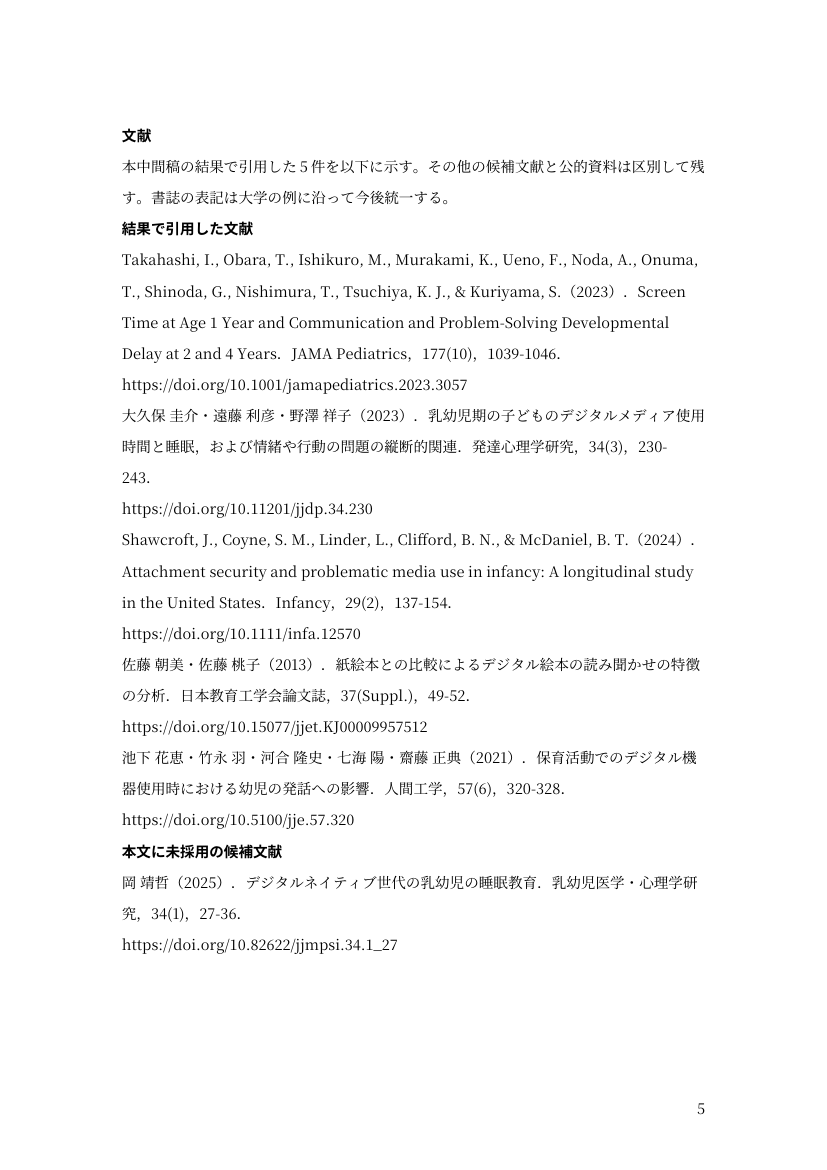 文献
本中間稿の結果で引用した 5 件を以下に示す。その他の候補文献と公的資料は区別して残
す。書誌の表記は大学の例に沿って今後統一する。
結果で引用した文献
Takahashi, I., Obara, T., Ishikuro, M., Murakami, K., Ueno, F., Noda, A., Onuma,
T., Shinoda, G., Nishimura, T., Tsuchiya, K. J., & Kuriyama, S.（2023）. Screen
Time at Age 1 Year and Communication and Problem-Solving Developmental
Delay at 2 and 4 Years. JAMA Pediatrics, 177(10), 1039-1046.
https://doi.org/10.1001/jamapediatrics.2023.3057
大久保 圭介・遠藤 利彦・野澤 祥子（2023）. 乳幼児期の子どものデジタルメディア使用
時間と睡眠, および情緒や行動の問題の縦断的関連. 発達心理学研究, 34(3), 230-
243.
https://doi.org/10.11201/jjdp.34.230
Shawcroft, J., Coyne, S. M., Linder, L., Clifford, B. N., & McDaniel, B. T.（2024）.
Attachment security and problematic media use in infancy: A longitudinal study
in the United States. Infancy, 29(2), 137-154.
https://doi.org/10.1111/infa.12570
佐藤 朝美・佐藤 桃子（2013）. 紙絵本との比較によるデジタル絵本の読み聞かせの特徴
の分析. 日本教育工学会論文誌, 37(Suppl.), 49-52.
https://doi.org/10.15077/jjet.KJ00009957512
池下 花恵・竹永 羽・河合 隆史・七海 陽・齋藤 正典（2021）. 保育活動でのデジタル機
器使用時における幼児の発話への影響. 人間工学, 57(6), 320-328.
https://doi.org/10.5100/jje.57.320
本文に未採用の候補文献
岡 靖哲（2025）. デジタルネイティブ世代の乳幼児の睡眠教育. 乳幼児医学・心理学研
究, 34(1), 27-36.
https://doi.org/10.82622/jjmpsi.34.1_27
5